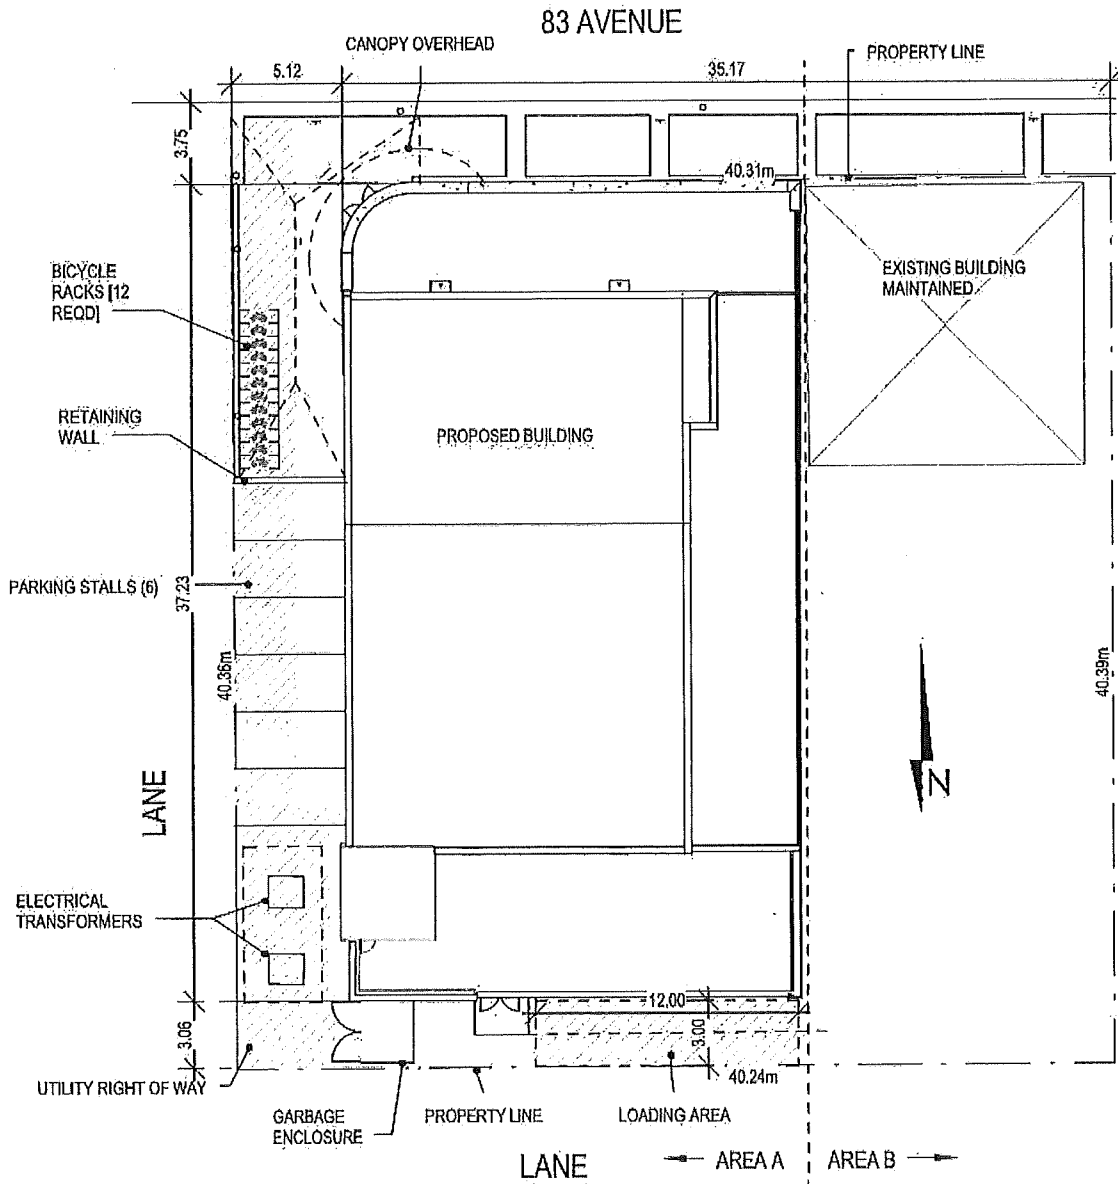 83 AVENUE
CANOPY OVERHEAD
PROPERTY LINE
5.12
35.17
3.75
40.31m
BICYCLE
RACKS [12
REQD]
EXISTING BUILDING
MAINTAINED
RETAINING
WALL
PROPOSED BUILDING
PARKING STALLS (6)
37.23
40.36m
40.39m
N
LANE
ELECTRICAL
TRANSFORMERS
12.00
3.06
3.00
40.24m
UTILITY RIGHT OF WAY
GARBAGE
ENCLOSURE
PROPERTY LINE
LOADING AREA
LANE
AREA A
AREA B